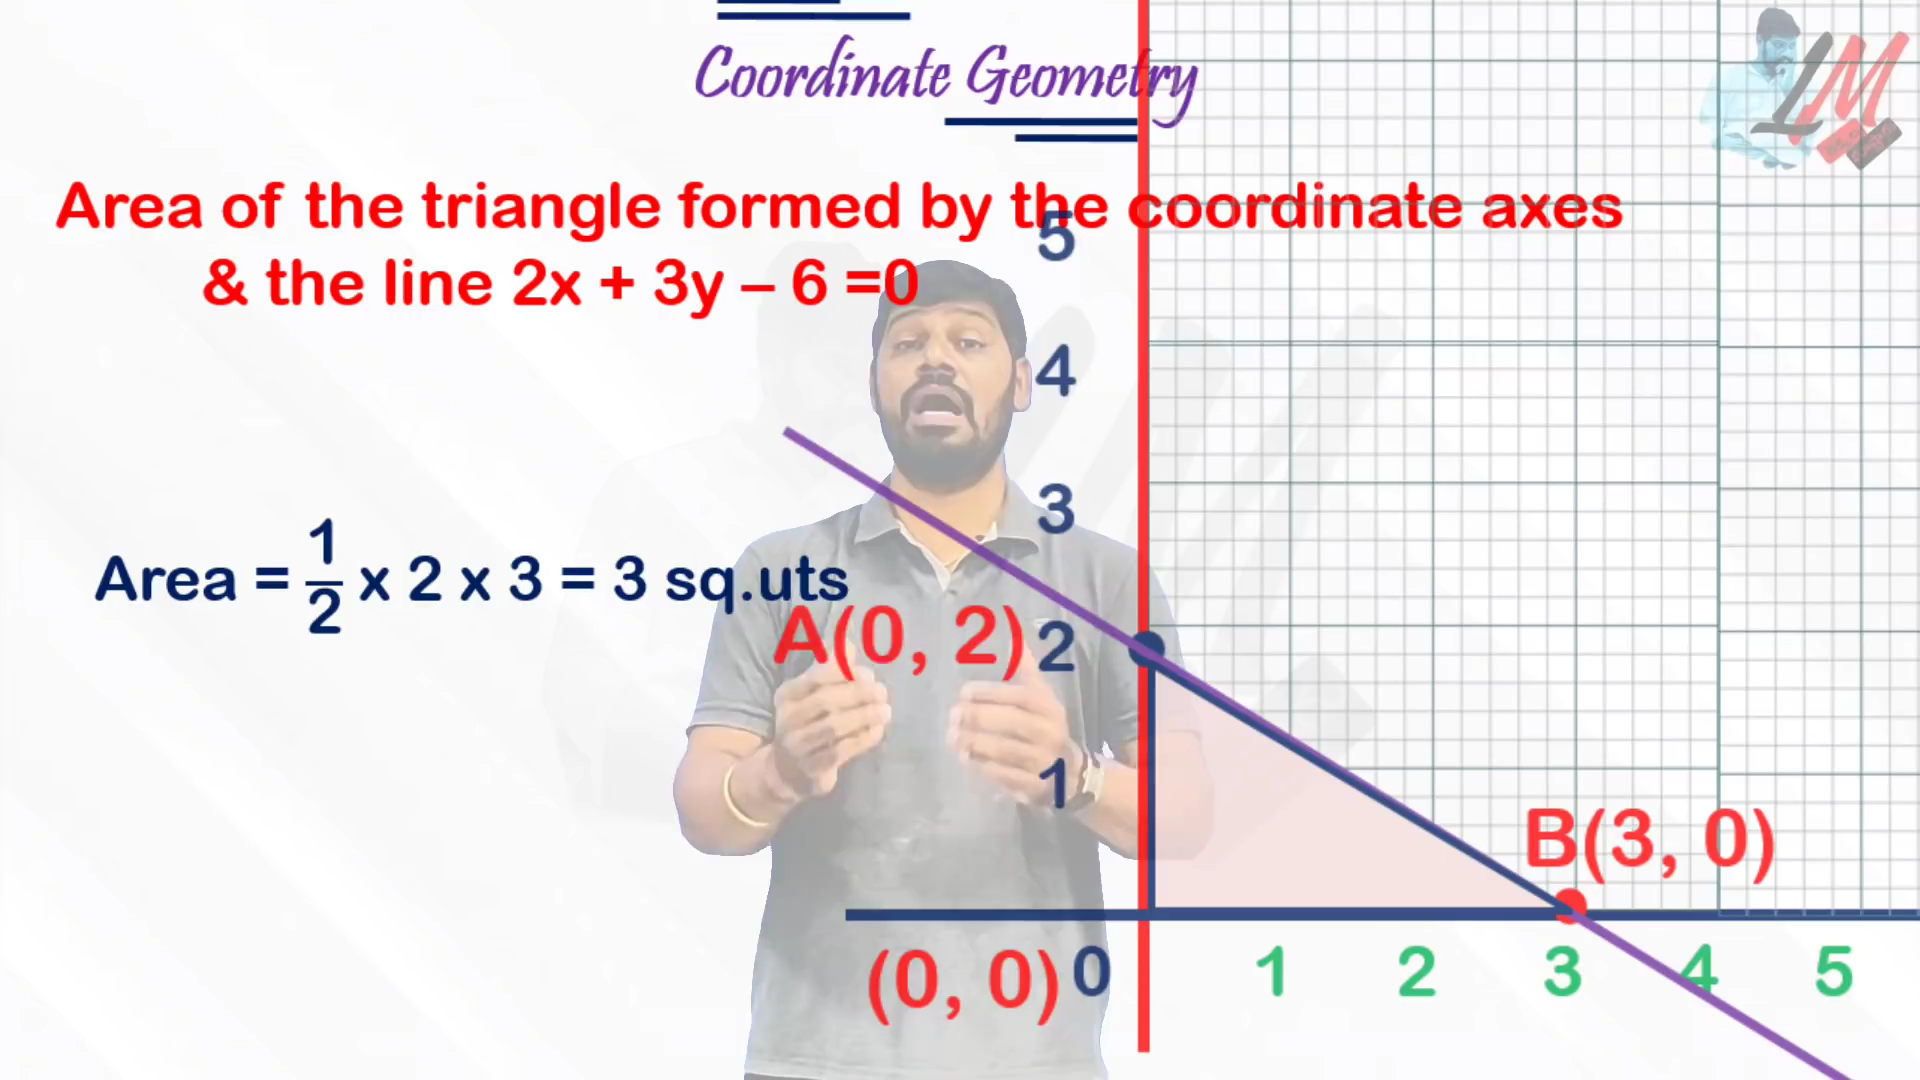 Coordinate Geometry
LM
Area of the triangle formed by the coordinate axes
& the line 2x + 3y – 6 =0
Area = 1/2 x 2 x 3 = 3 sq.uts
5
4
3
2
1
A(0, 2)
B(3, 0)
(0, 0)
0 1 2 3 4 5